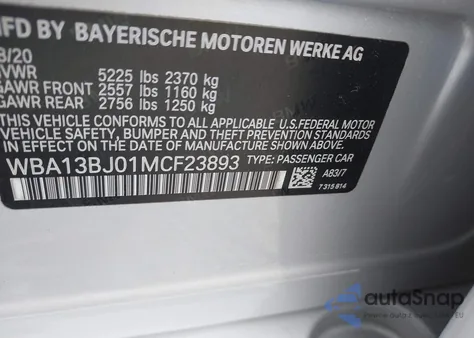 MFD BY BAYERISCHE MOTOREN WERKE AG
8/20
GVWR 5225 lbs 2370 kg
GAWR FRONT 2557 lbs 1160 kg
GAWR REAR 2756 lbs 1250 kg
THIS VEHICLE CONFORMS TO ALL APPLICABLE U.S. FEDERAL MOTOR
VEHICLE SAFETY, BUMPER AND THEFT PREVENTION STANDARDS
IN EFFECT ON THE DATE OF MANUFACTURE SHOWN ABOVE.
WBA13BJ01MCF23893 TYPE: PASSENGER CAR
A83/7
7 315 814
autoSnap